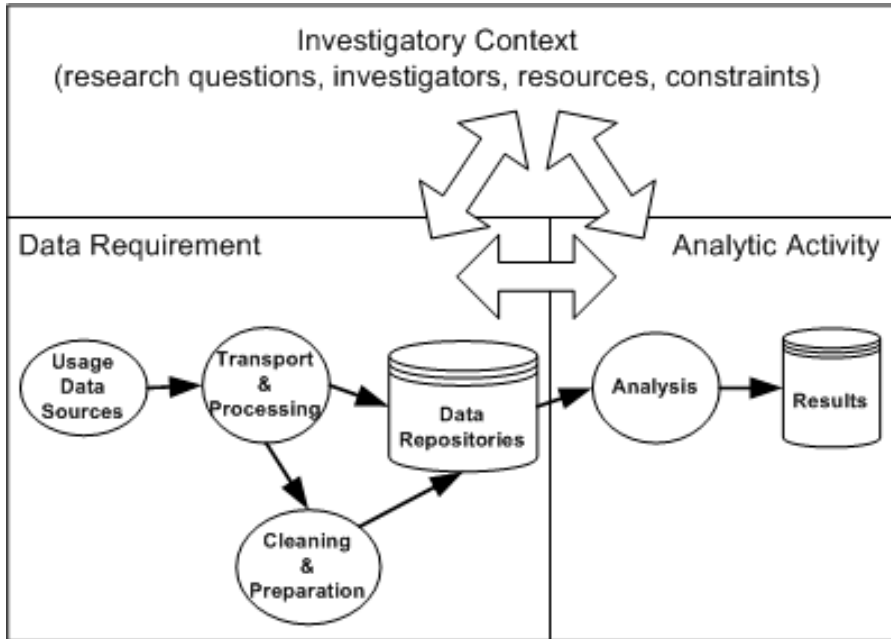 Investigatory Context
(research questions, investigators, resources, constraints)
Data Requirement
Analytic Activity
Usage
Data
Sources
Transport
&
Processing
Data
Repositories
Cleaning
&
Preparation
Analysis
Results